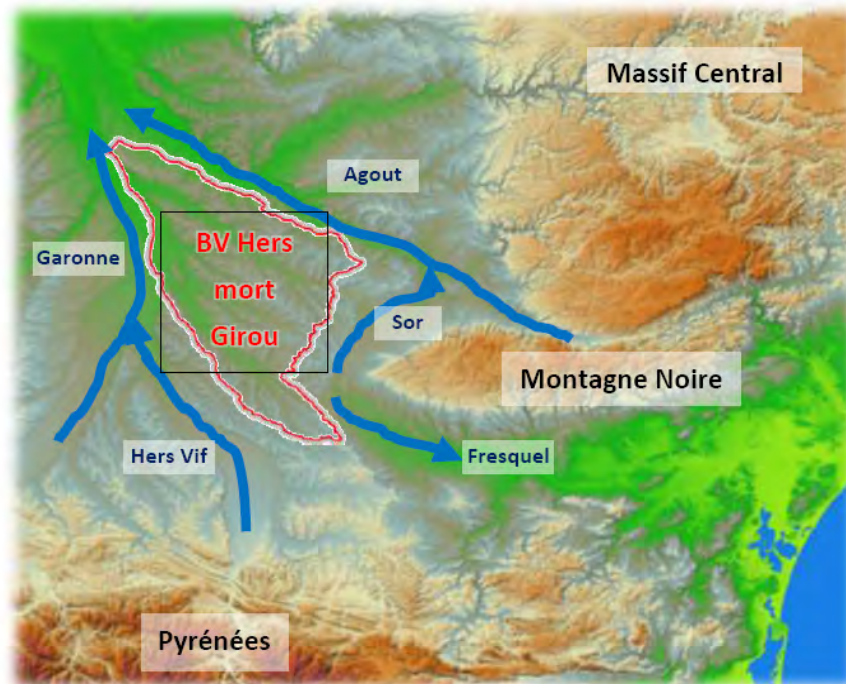 Massif Central
Agout
BV Hers
mort
Girou
Garonne
Sor
Montagne Noire
Hers Vif
Fresquel
Pyrénées